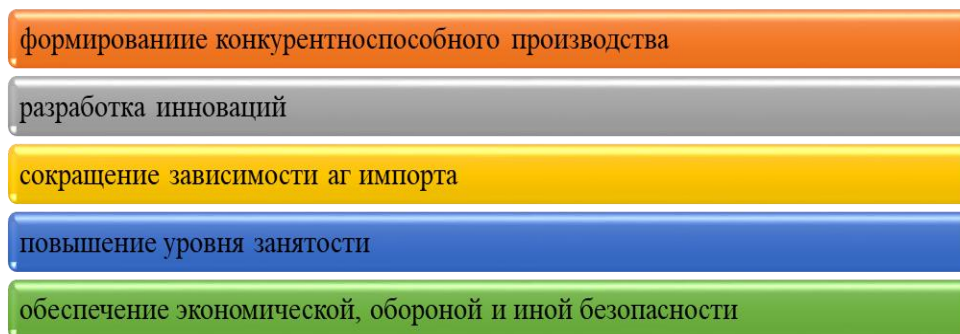 формированиие конкурентноспособного производства
разработка инноваций
сокращение зависимости аг импорта
повышение уровня занятости
обеспечение экономической, обороной и иной безопасности